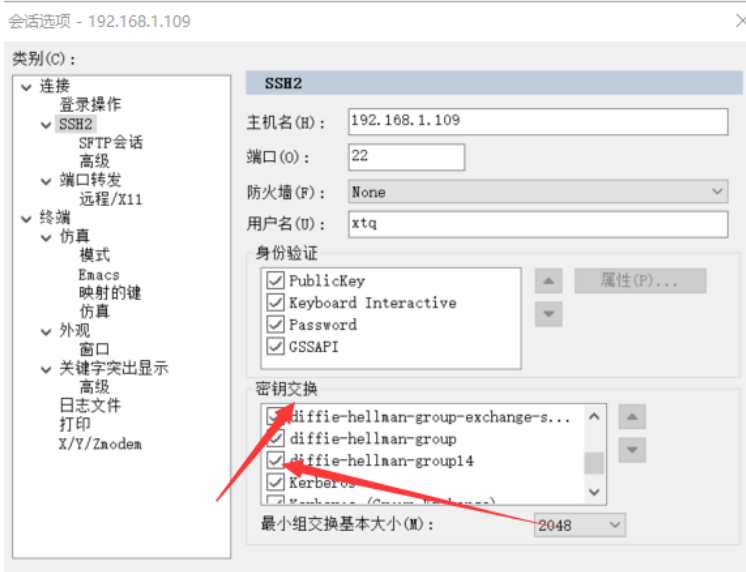 会话选项 - 192.168.1.109
类别(C):
连接
登录操作
SSH2
SFTP会话
高级
端口转发
远程/X11
终端
仿真
模式
Emacs
映射的键
仿真
外观
窗口
关键字突出显示
高级
日志文件
打印
X/Y/Zmodem
SSH2
主机名(H): 192.168.1.109
端口(O): 22
防火墙(F): None
用户名(U): xtq
身份验证
PublicKey
属性(P)...
Keyboard Interactive
Password
GSSAPI
密钥交换
diffie-hellman-group-exchange-s...
diffie-hellman-group
diffie-hellman-group14
Kerberos
最小组交换基本大小(M): 2048